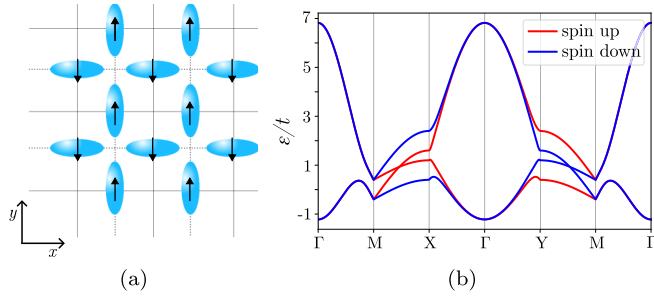 y
x
(a)
ε/t
7
5
3
1
-1
spin up
spin down
Γ M X Γ Y M Γ
(b)